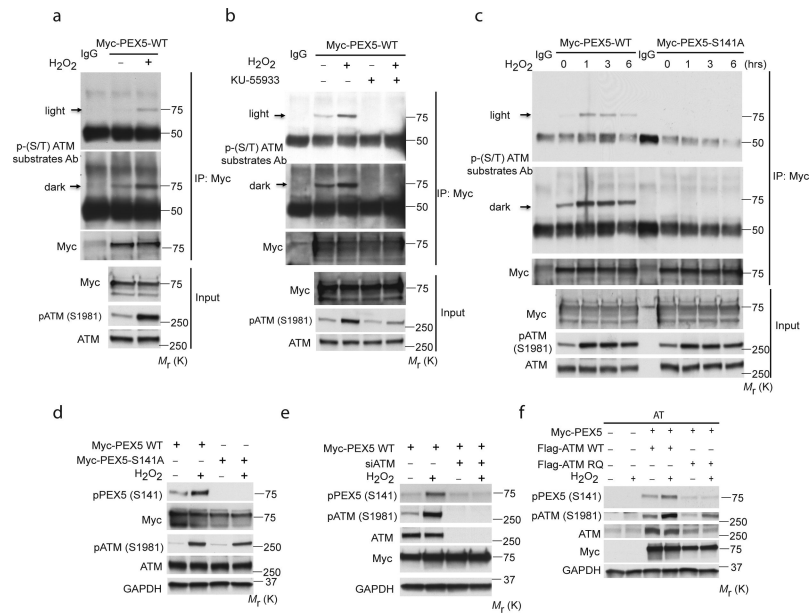 a
Myc-PEX5-WT
IgG
H2O2 – +
light
75
50
p-(S/T) ATM
substrates Ab
dark
75
50
IP: Myc
Myc
75
Myc
75
Input
pATM (S1981)
250
ATM
250
Mr (K)
b
Myc-PEX5-WT
IgG
H2O2 – + – +
KU-55933 – – + +
light
75
50
p-(S/T) ATM
substrates Ab
dark
75
50
IP: Myc
Myc
75
Myc
75
Input
pATM (S1981)
250
ATM
250
Mr (K)
c
IgG Myc-PEX5-WT IgG Myc-PEX5-S141A
H2O2 0 1 3 6 0 1 3 6 (hrs)
light
75
50
p-(S/T) ATM
substrates Ab
dark
75
50
IP: Myc
Myc
75
Myc
75
Input
pATM
(S1981)
250
ATM
250
Mr (K)
d
Myc-PEX5 WT + + – –
Myc-PEX5-S141A – – + +
H2O2 – + – +
pPEX5 (S141)
75
Myc
75
pATM (S1981)
250
ATM
250
GAPDH
37
Mr (K)
e
Myc-PEX5 WT + + + +
siATM – – + +
H2O2 – + – +
pPEX5 (S141)
75
pATM (S1981)
250
ATM
250
Myc
75
GAPDH
37
Mr (K)
f
AT
Myc-PEX5 – – + + + +
Flag-ATM WT – – + + – –
Flag-ATM RQ – – – – + +
H2O2 – + – + – +
pPEX5 (S141)
75
pATM (S1981)
250
ATM
250
Myc
75
GAPDH
37
Mr (K)